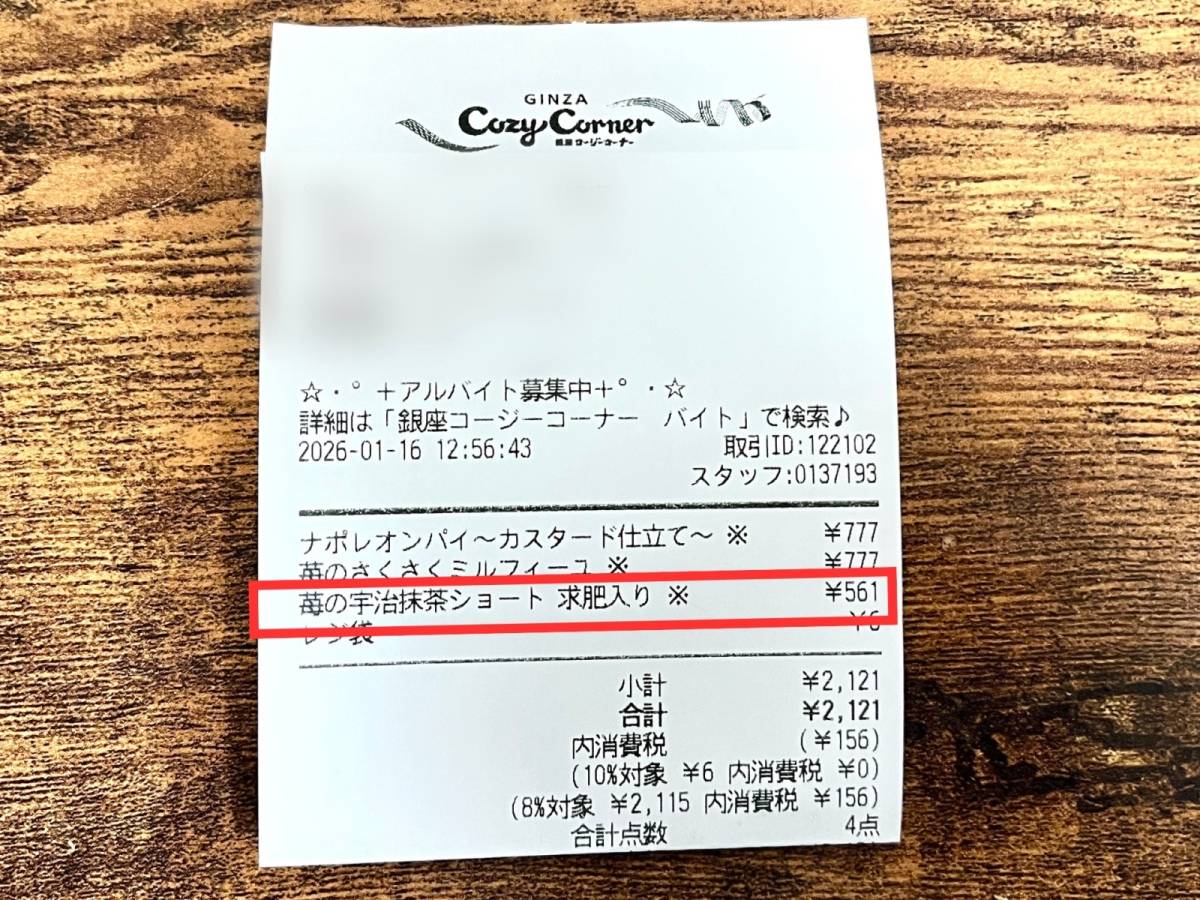 GINZA
Cozy Corner
銀座コージーコーナー
☆・°+アルバイト募集中+°・☆
詳細は「銀座コージーコーナー バイト」で検索♪
2026-01-16 12:56:43 取引ID:122102
スタッフ:0137193
ナポレオンパイ～カスタード仕立て～ ※ ¥777
苺のさくさくミルフィーユ ※ ¥777
苺の宇治抹茶ショート 求肥入り ※ ¥561
レジ袋 ¥6
小計 ¥2,121
合計 ¥2,121
内消費税 (¥156)
(10%対象 ¥6 内消費税 ¥0)
(8%対象 ¥2,115 内消費税 ¥156)
合計点数 4点